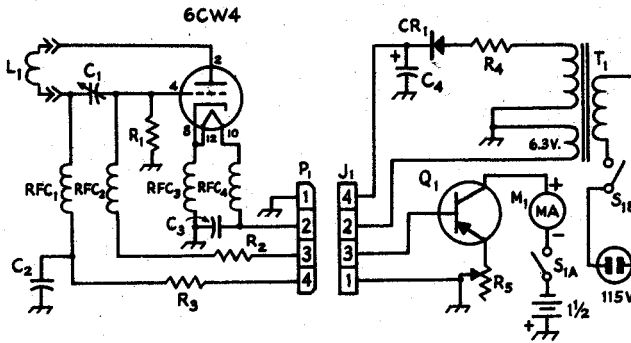 6CW4
L1
C1
2
4
8
12
10
R1
RFC1
RFC2
RFC3
RFC4
C3
C2
R2
R3
P1
1
2
3
4
J1
4
2
3
1
CR1
+
C4
R4
T1
6.3V.
Q1
M1
+
MA
-
S1A
S1B
R5
+
1½
115V